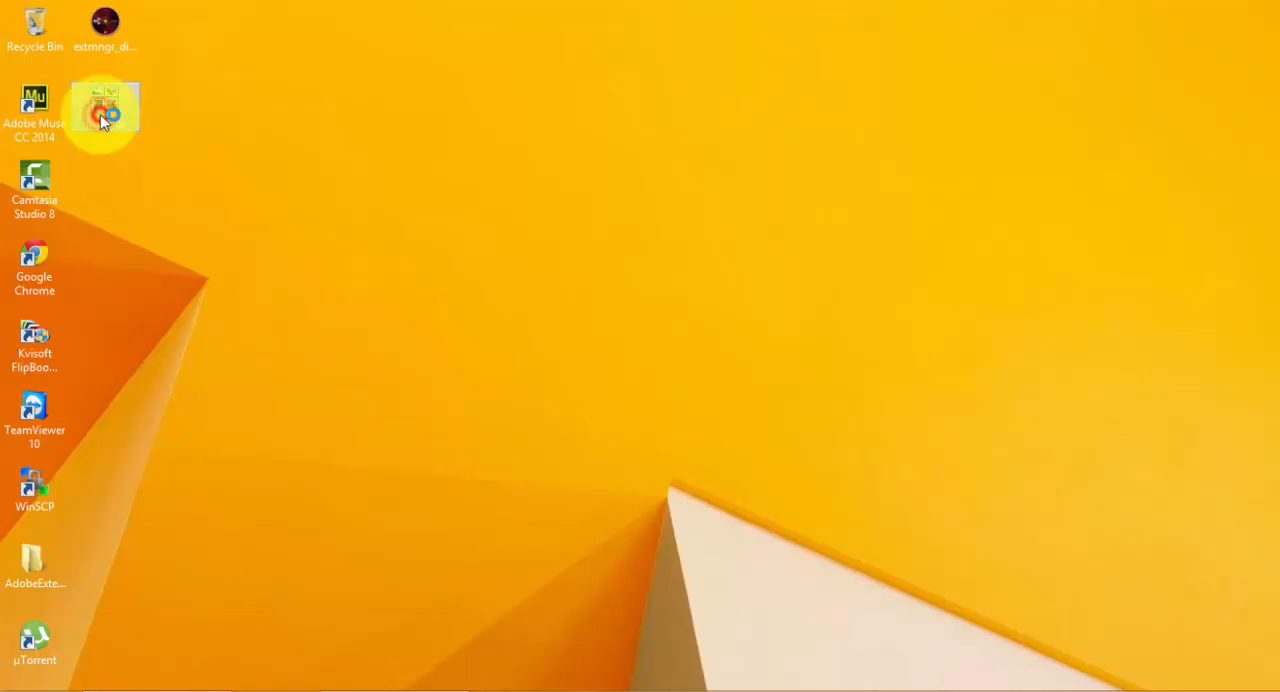 Recycle Bin
extmngr_di...
Mu
Adobe Muse
CC 2014
Camtasia
Studio 8
Google
Chrome
Kvisoft
FlipBoo...
TeamViewer
10
WinSCP
AdobeExte...
µTorrent